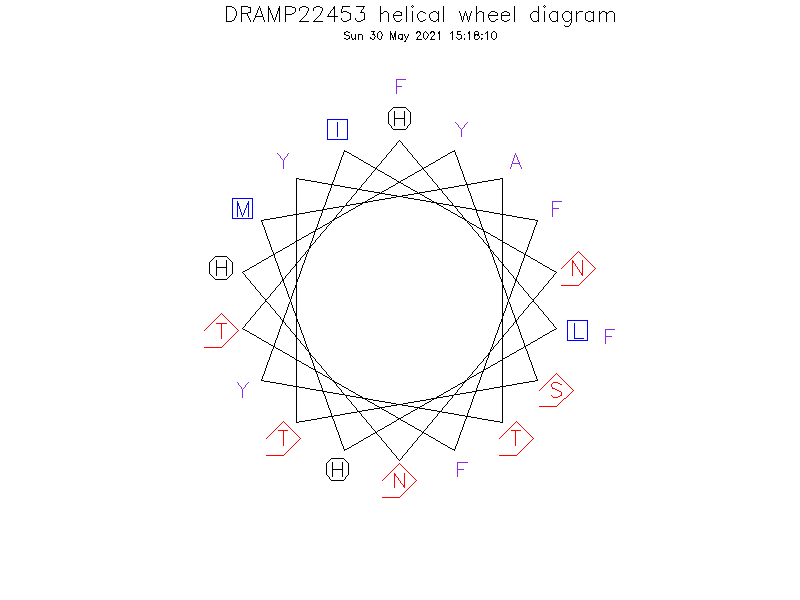 DRAMP22453 helical wheel diagram
Sun 30 May 2021 15:18:10
F
I H Y
Y A
M F
H N
T L F
Y S
T T
H F
N